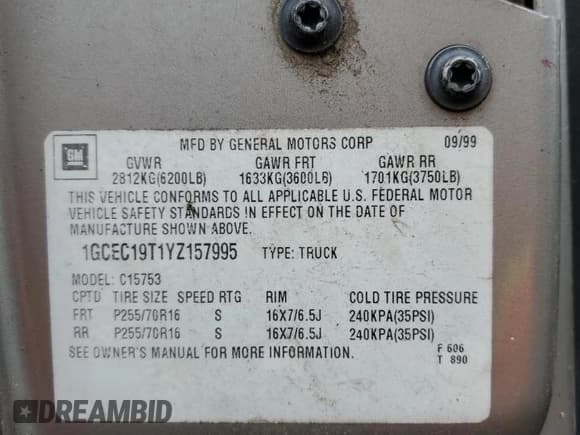 GM
MFD BY GENERAL MOTORS CORP 09/99
GVWR GAWR FRT GAWR RR
2812KG(6200LB) 1633KG(3600LB) 1701KG(3750LB)
THIS VEHICLE CONFORMS TO ALL APPLICABLE U.S. FEDERAL MOTOR
VEHICLE SAFETY STANDARDS IN EFFECT ON THE DATE OF
MANUFACTURE SHOWN ABOVE.
1GCEC19T1YZ157995 TYPE: TRUCK
MODEL: C15753
CPTD TIRE SIZE SPEED RTG RIM COLD TIRE PRESSURE
FRT P255/70R16 S 16X7/6.5J 240KPA(35PSI)
RR P255/70R16 S 16X7/6.5J 240KPA(35PSI)
SEE OWNER'S MANUAL FOR MORE INFORMATION. F 606
T 890
DREAMBID